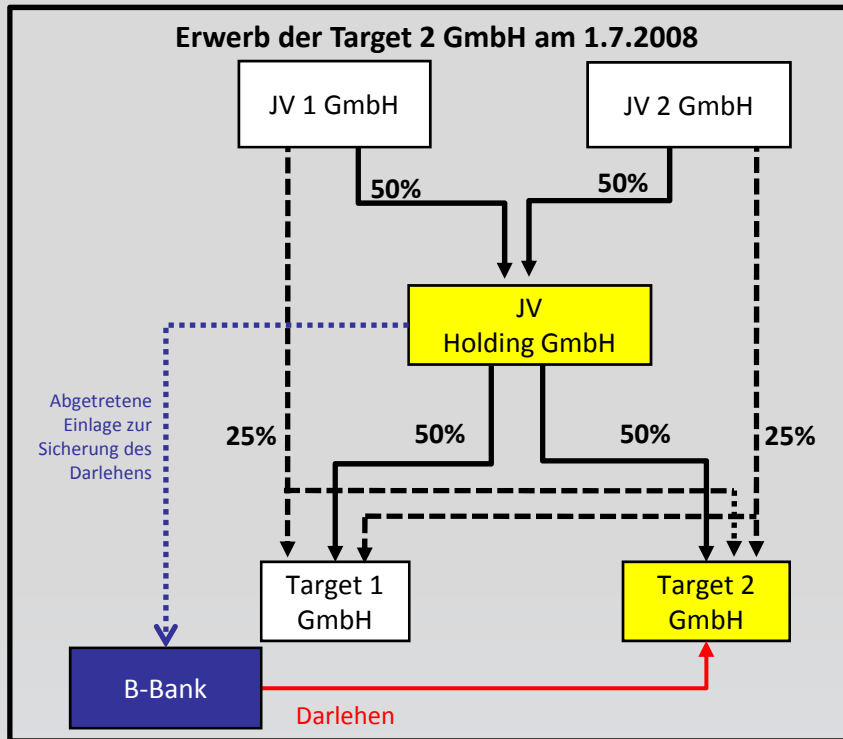 Erwerb der Target 2 GmbH am 1.7.2008
JV 1 GmbH
JV 2 GmbH
50%
50%
JV
Holding GmbH
Abgetretene
Einlage zur
Sicherung des
Darlehens
25%
50%
50%
25%
Target 1
GmbH
Target 2
GmbH
B-Bank
Darlehen